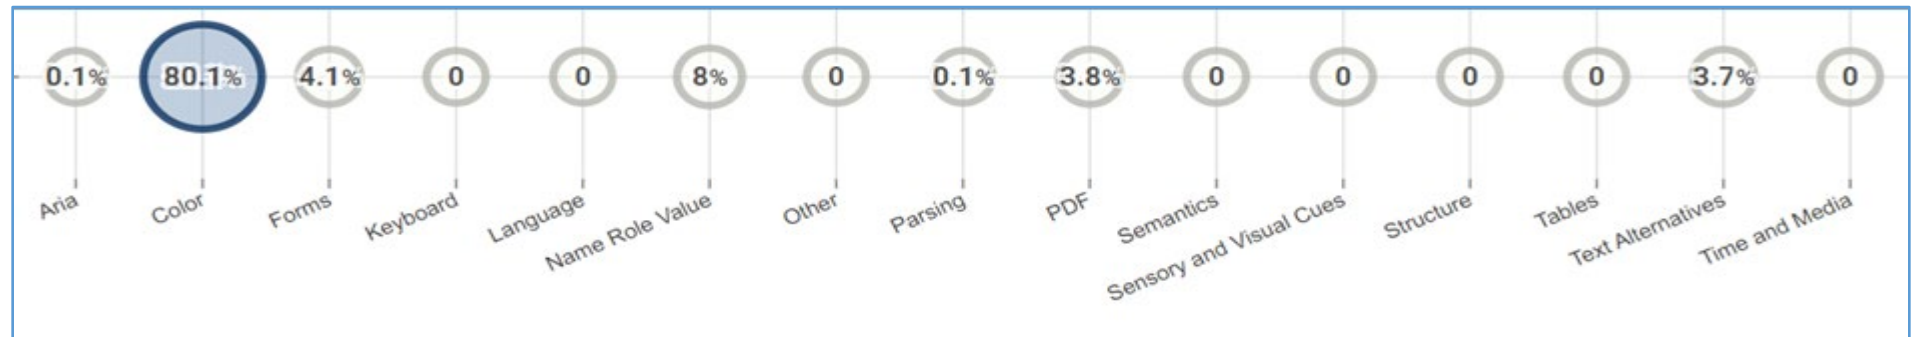 0.1% 80.1% 4.1% 0 0 8% 0 0.1% 3.8% 0 0 0 0 3.7% 0
Aria Color Forms Keyboard Language Name Role Value Other Parsing PDF Semantics Sensory and Visual Cues Structure Tables Text Alternatives Time and Media